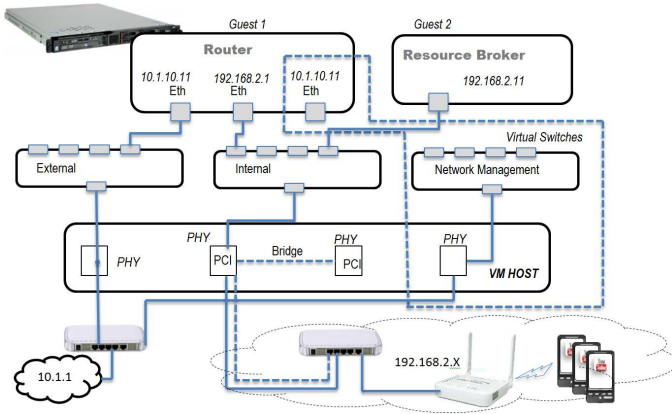 Guest 1
Guest 2
Router
Resource Broker
10.1.10.11
Eth
192.168.2.1
Eth
10.1.10.11
Eth
192.168.2.11
Virtual Switches
External
Internal
Network Management
PHY
PHY
PHY
PHY
PCI
Bridge
PCI
VM HOST
10.1.1
192.168.2.X